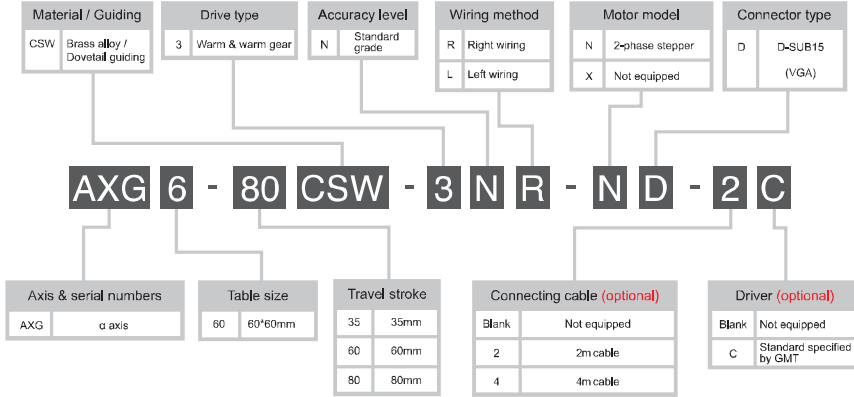 Material / Guiding
CSW Brass alloy /
Dovetail guiding
Drive type
3 Warm & warm gear
Accuracy level
N Standard
grade
Wiring method
R Right wiring
L Left wiring
Motor model
N 2-phase stepper
X Not equipped
Connector type
D D-SUB15
(VGA)
AXG 6 - 80 CSW - 3 N R - N D - 2 C
Axis & serial numbers
AXG α axis
Table size
60 60*60mm
Travel stroke
35 35mm
60 60mm
80 80mm
Connecting cable (optional)
Blank Not equipped
2 2m cable
4 4m cable
Driver (optional)
Blank Not equipped
C Standard specified
by GMT